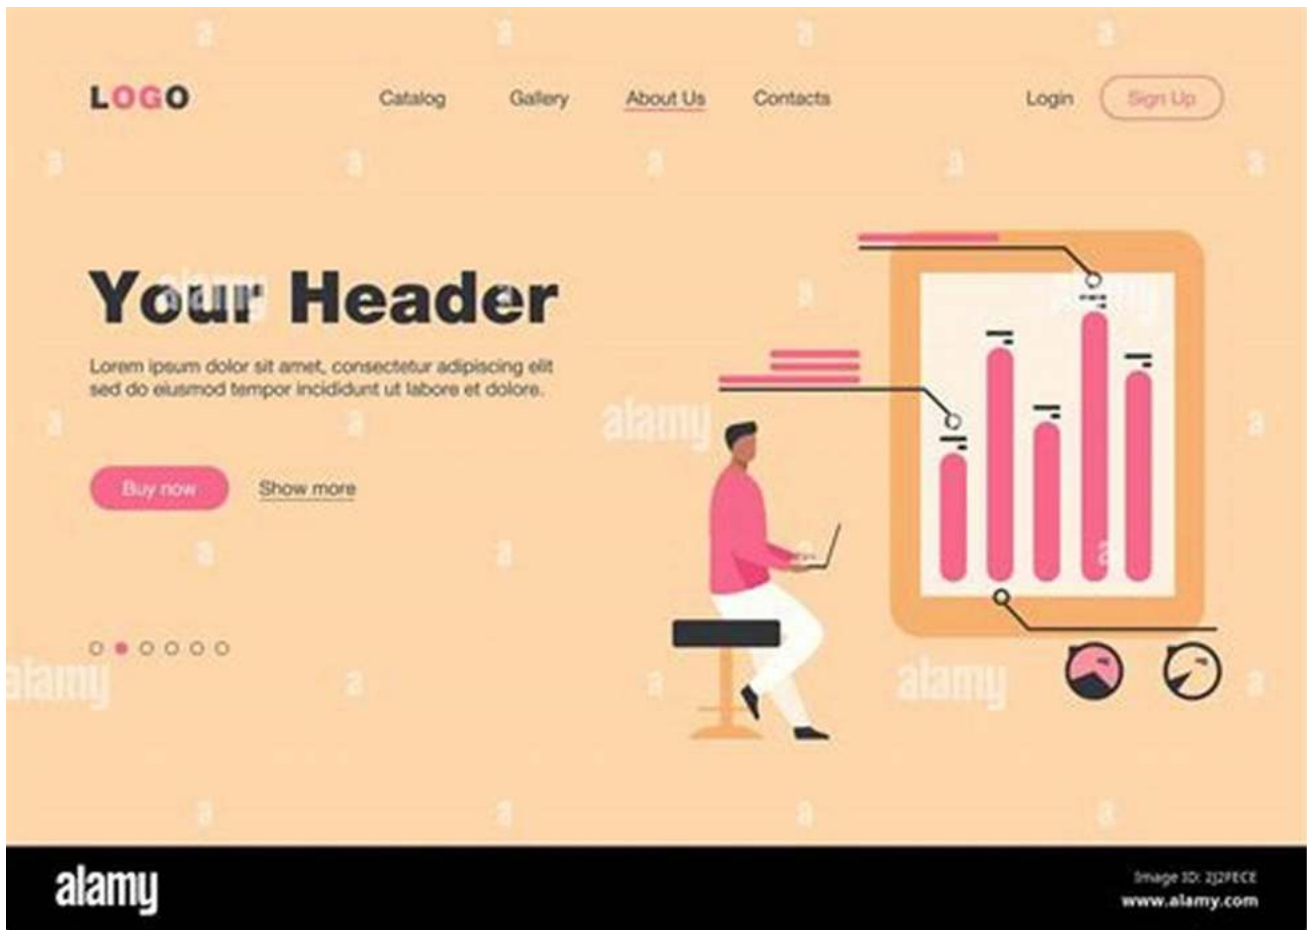 LOGO Catalog Gallery About Us Contacts Login Sign Up
Your Header
Lorem ipsum dolor sit amet, consectetur adipiscing elit
sed do eiusmod tempor incididunt ut labore et dolore.
Buy now Show more
alamy
alamy
alamy
alamy
alamy
Image ID: 2J2FECE
www.alamy.com